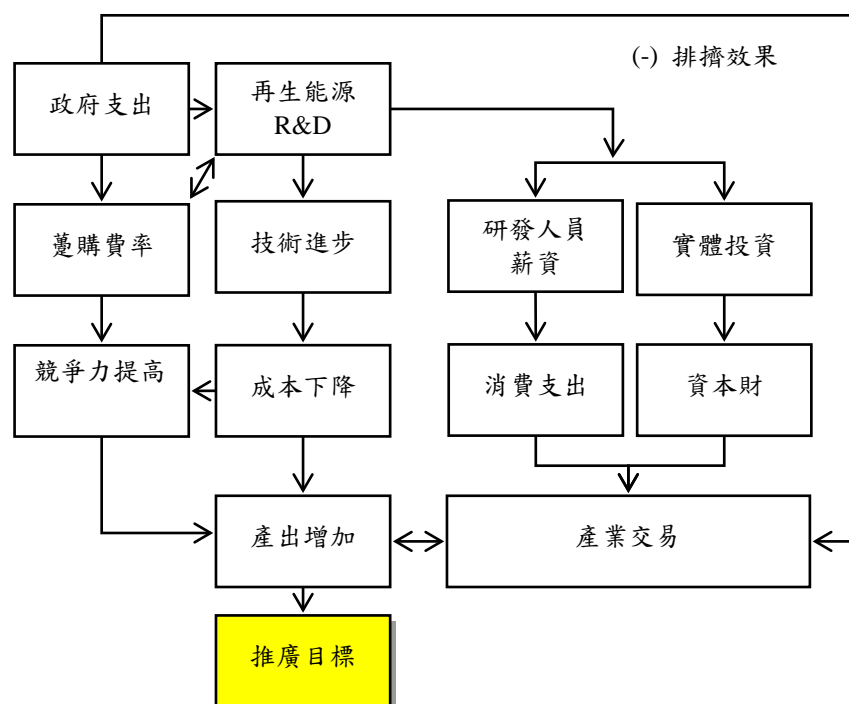 (-) 排擠效果
政府支出
再生能源
R&D
躉購費率
技術進步
研發人員
薪資
實體投資
競爭力提高
成本下降
消費支出
資本財
產出增加
產業交易
推廣目標